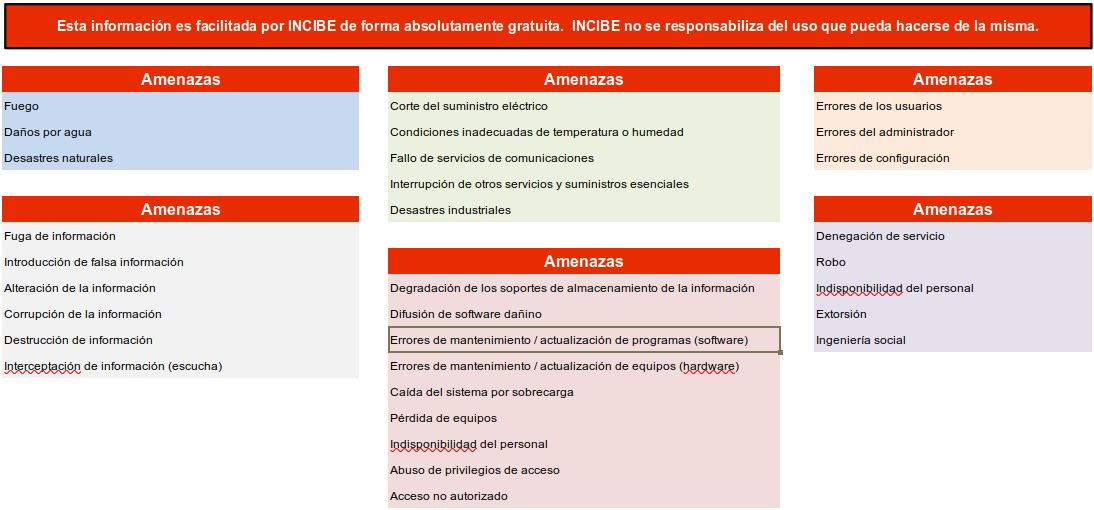 Esta información es facilitada por INCIBE de forma absolutamente gratuita.  INCIBE no se responsabiliza del uso que pueda hacerse de la misma.
Amenazas
Fuego
Daños por agua
Desastres naturales
Amenazas
Fuga de información
Introducción de falsa información
Alteración de la información
Corrupción de la información
Destrucción de información
Interceptación de información (escucha)
Amenazas
Corte del suministro eléctrico
Condiciones inadecuadas de temperatura o humedad
Fallo de servicios de comunicaciones
Interrupción de otros servicios y suministros esenciales
Desastres industriales
Amenazas
Degradación de los soportes de almacenamiento de la información
Difusión de software dañino
Errores de mantenimiento / actualización de programas (software)
Errores de mantenimiento / actualización de equipos (hardware)
Caída del sistema por sobrecarga
Pérdida de equipos
Indisponibilidad del personal
Abuso de privilegios de acceso
Acceso no autorizado
Amenazas
Errores de los usuarios
Errores del administrador
Errores de configuración
Amenazas
Denegación de servicio
Robo
Indisponibilidad del personal
Extorsión
Ingeniería social